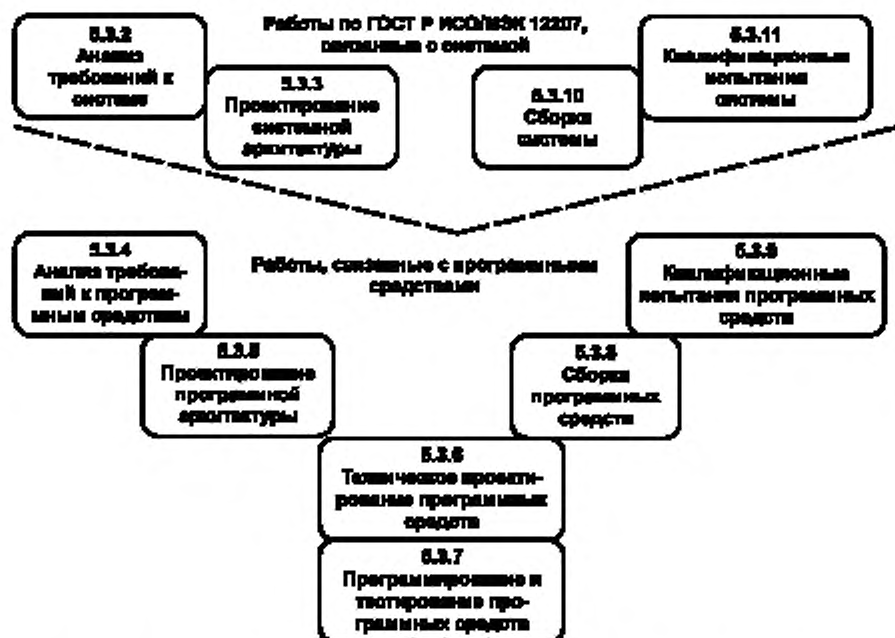 5.3.2
Анализ
требований к
системе
Работы по ГОСТ Р ИСО/МЭК 12207,
связанные с системой
5.3.11
Квалификационные
испытания
системы
5.3.3
Проектирование
системной
архитектуры
5.3.10
Сборка
системы
5.3.4
Анализ требова-
ний к програм-
мным средствам
Работы, связанные с программными
средствами
5.3.9
Квалификационные
испытания программных
средств
5.3.5
Проектирование
программной
архитектуры
5.3.8
Сборка
программных
средств
5.3.6
Техническое проекти-
рование программных
средств
5.3.7
Программирование и
тестирование про-
граммных средств